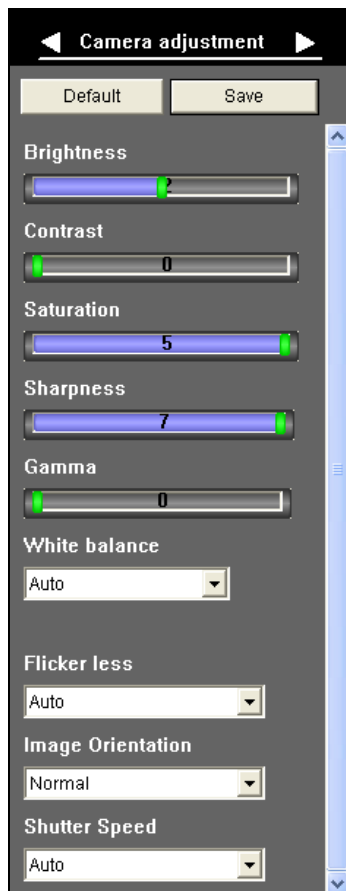 Camera adjustment
Default Save
Brightness
2
Contrast
0
Saturation
5
Sharpness
7
Gamma
0
White balance
Auto
Flicker less
Auto
Image Orientation
Normal
Shutter Speed
Auto